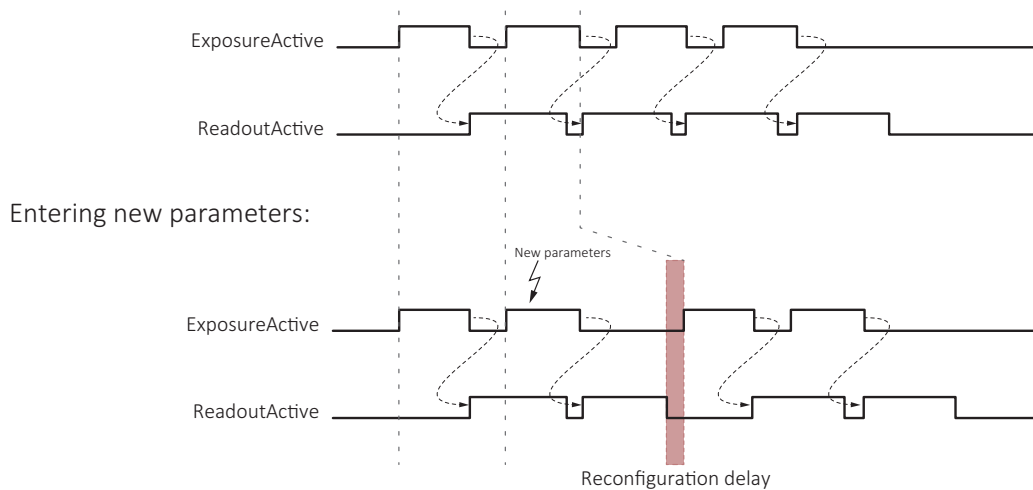 ExposureActive
ReadoutActive
Entering new parameters:
New parameters
ExposureActive
ReadoutActive
Reconfiguration delay